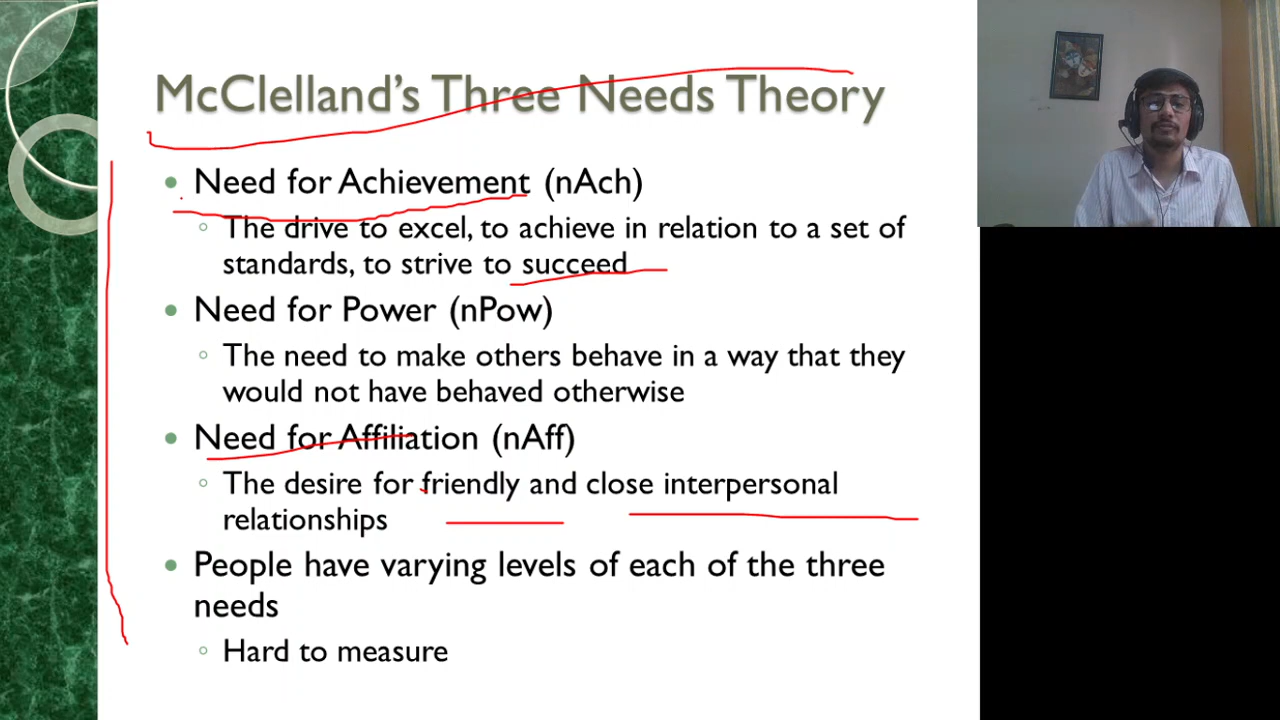 McClelland's Three Needs Theory
• Need for Achievement (nAch)
◦ The drive to excel, to achieve in relation to a set of
standards, to strive to succeed
• Need for Power (nPow)
◦ The need to make others behave in a way that they
would not have behaved otherwise
• Need for Affiliation (nAff)
◦ The desire for friendly and close interpersonal
relationships
• People have varying levels of each of the three
needs
◦ Hard to measure